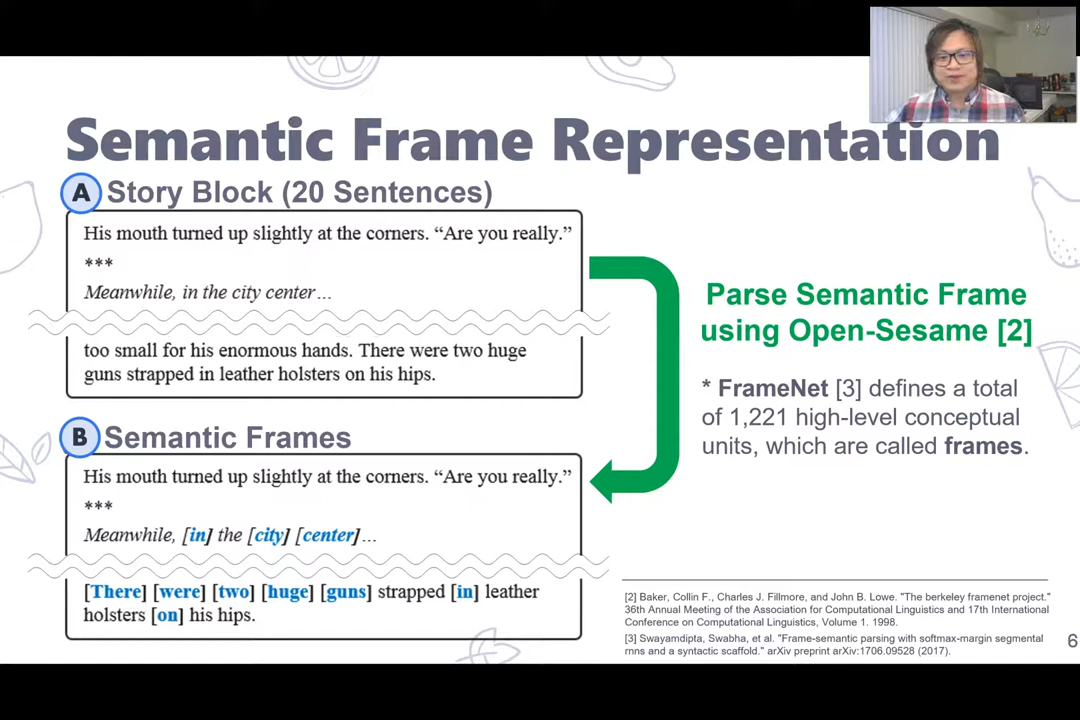 Semantic Frame Representation
A Story Block (20 Sentences)
His mouth turned up slightly at the corners. “Are you really.”
***
Meanwhile, in the city center…
too small for his enormous hands. There were two huge
guns strapped in leather holsters on his hips.
Parse Semantic Frame
using Open-Sesame [2]
* FrameNet [3] defines a total
of 1,221 high-level conceptual
units, which are called frames.
B Semantic Frames
His mouth turned up slightly at the corners. “Are you really.”
***
Meanwhile, [in] the [city] [center]…
[There] [were] [two] [huge] [guns] strapped [in] leather
holsters [on] his hips.
[2] Baker, Collin F., Charles J. Fillmore, and John B. Lowe. "The berkeley framenet project."
36th Annual Meeting of the Association for Computational Linguistics and 17th International
Conference on Computational Linguistics, Volume 1. 1998.
[3] Swayamdipta, Swabha, et al. "Frame-semantic parsing with softmax-margin segmental
rnns and a syntactic scaffold." arXiv preprint arXiv:1706.09528 (2017).
6